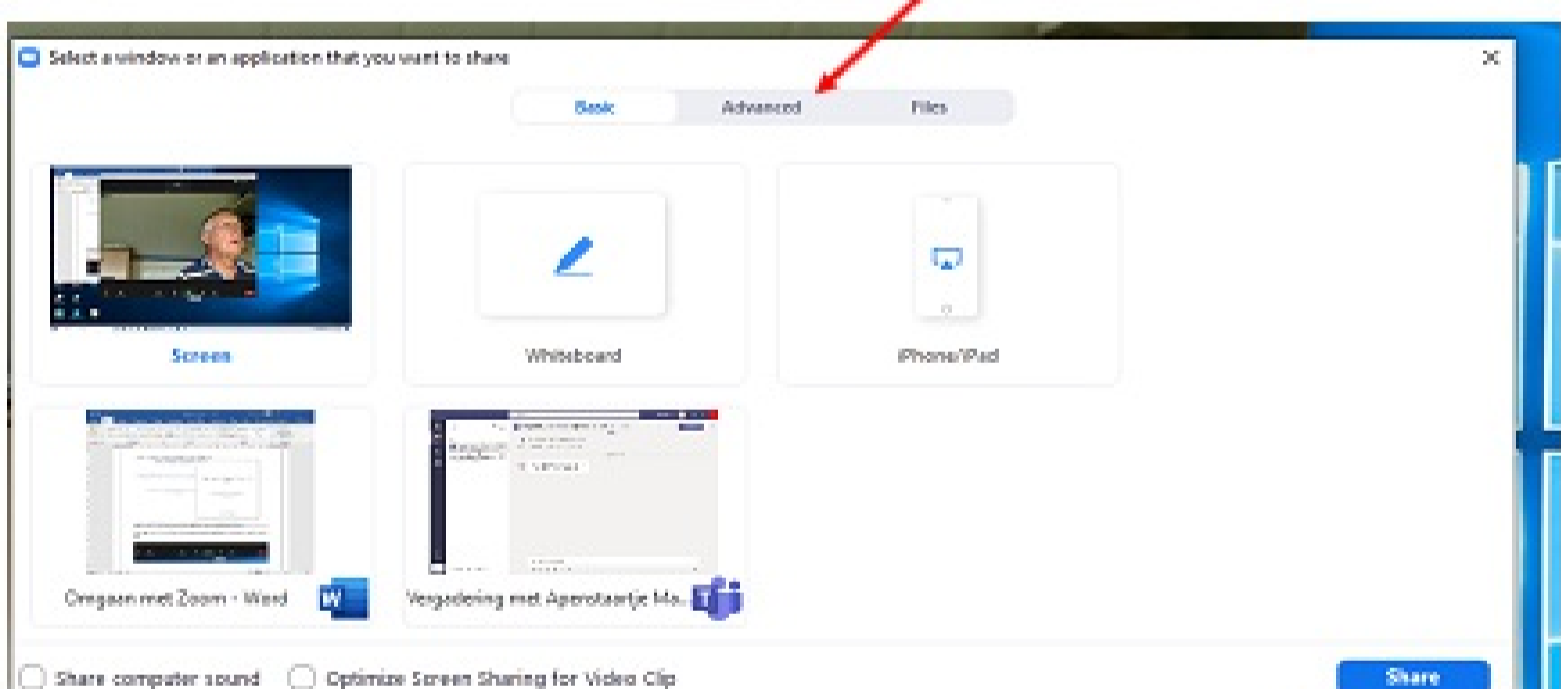 Select a window or an application that you want to share
Basic Advanced Files
Screen Whiteboard iPhone/iPad
Omgaan met Zoom - Word Vergadering met Apenstaartje Ma...
Share computer sound Optimize Screen Sharing for Video Clip Share